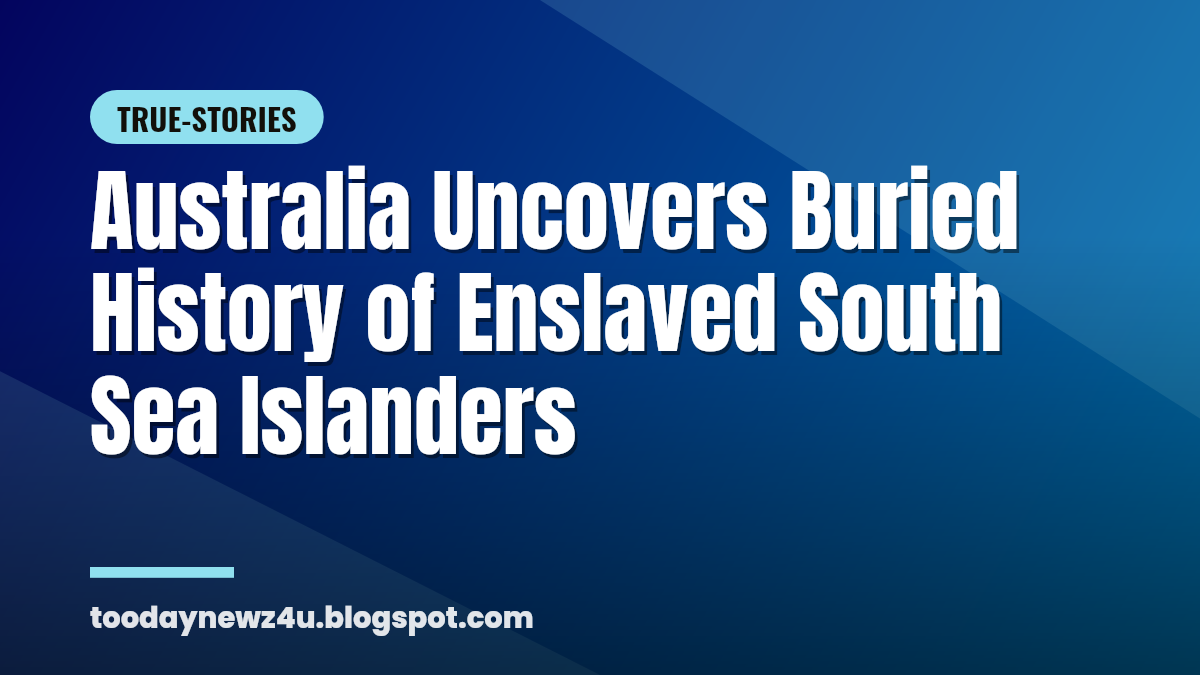 TRUE-STORIES
Australia Uncovers Buried
History of Enslaved South
Sea Islanders
toodaynewz4u.blogspot.com